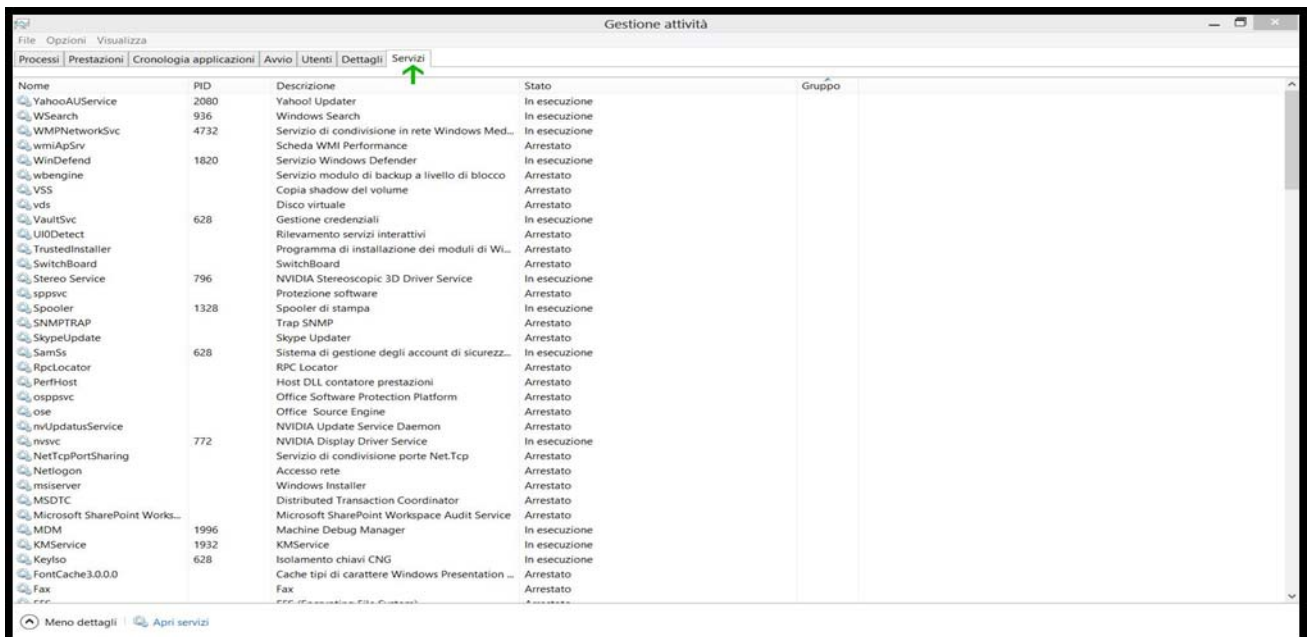 Gestione attività
File Opzioni Visualizza
Processi Prestazioni Cronologia applicazioni Avvio Utenti Dettagli Servizi
Nome PID Descrizione Stato Gruppo
YahooAUService 2080 Yahoo! Updater In esecuzione
WSearch 936 Windows Search In esecuzione
WMPNetworkSvc 4732 Servizio di condivisione in rete Windows Med... In esecuzione
wmiApSrv Scheda WMI Performance Arrestato
WinDefend 1820 Servizio Windows Defender In esecuzione
wbengine Servizio modulo di backup a livello di blocco Arrestato
VSS Copia shadow del volume Arrestato
vds Disco virtuale Arrestato
VaultSvc 628 Gestione credenziali In esecuzione
UI0Detect Rilevamento servizi interattivi Arrestato
TrustedInstaller Programma di installazione dei moduli di Wi... Arrestato
SwitchBoard SwitchBoard Arrestato
Stereo Service 796 NVIDIA Stereoscopic 3D Driver Service In esecuzione
sppsvc Protezione software Arrestato
Spooler 1328 Spooler di stampa In esecuzione
SNMPTRAP Trap SNMP Arrestato
SkypeUpdate Skype Updater Arrestato
SamSs 628 Sistema di gestione degli account di sicurezz... In esecuzione
RpcLocator RPC Locator Arrestato
PerfHost Host DLL contatore prestazioni Arrestato
osppsvc Office Software Protection Platform Arrestato
ose Office Source Engine Arrestato
nvUpdatusService NVIDIA Update Service Daemon Arrestato
nvsvc 772 NVIDIA Display Driver Service In esecuzione
NetTcpPortSharing Servizio di condivisione porte Net.Tcp Arrestato
Netlogon Accesso rete Arrestato
msiserver Windows Installer Arrestato
MSDTC Distributed Transaction Coordinator Arrestato
Microsoft SharePoint Works... Microsoft SharePoint Workspace Audit Service Arrestato
MDM 1996 Machine Debug Manager In esecuzione
KMService 1932 KMService In esecuzione
KeyIso 628 Isolamento chiavi CNG In esecuzione
FontCache3.0.0.0 Cache tipi di carattere Windows Presentation ... Arrestato
Fax Fax Arrestato
Meno dettagli Apri servizi